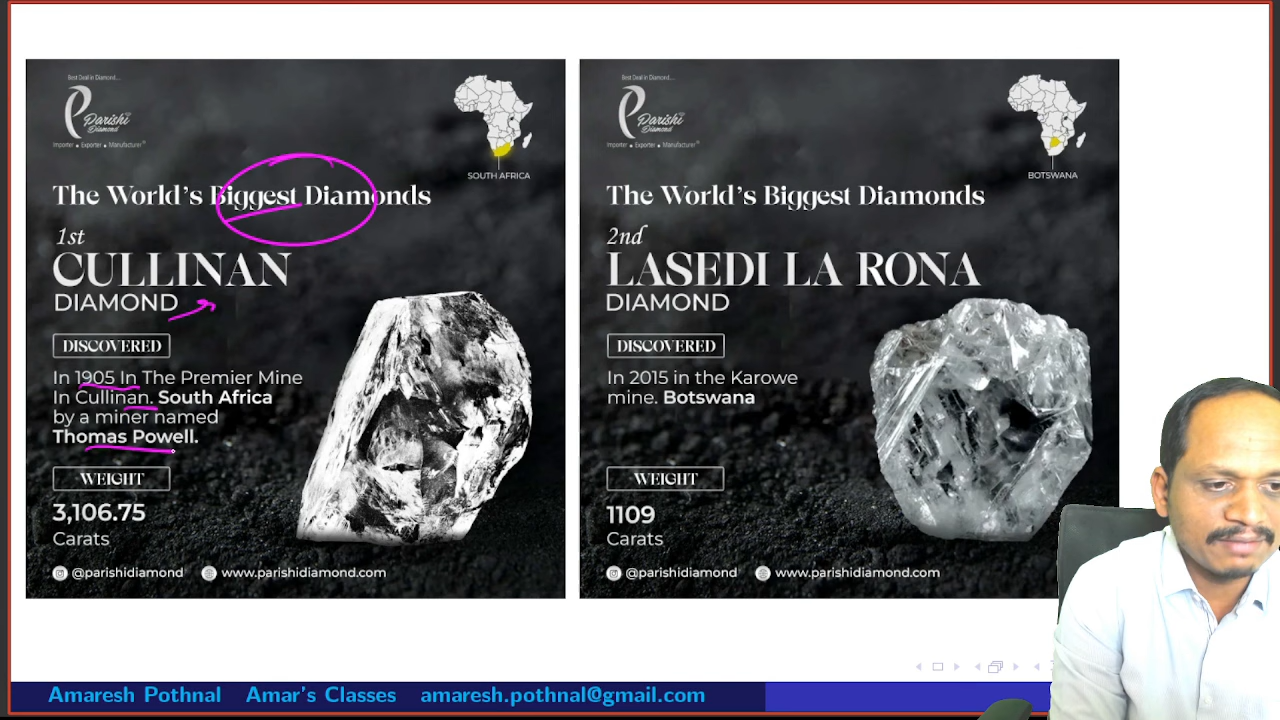 Best Deal in Diamond....
Parishi
Diamond
Importer ● Exporter ● Manufacturer
SOUTH AFRICA
The World's Biggest Diamonds
1st
CULLINAN
DIAMOND
DISCOVERED
In 1905 In The Premier Mine
In Cullinan. South Africa
by a miner named
Thomas Powell.
WEIGHT
3,106.75
Carats
@parishidiamond www.parishidiamond.com
Best Deal in Diamond....
Parishi
Diamond
Importer ● Exporter ● Manufacturer
BOTSWANA
The World's Biggest Diamonds
2nd
LASEDI LA RONA
DIAMOND
DISCOVERED
In 2015 in the Karowe
mine. Botswana
WEIGHT
1109
Carats
@parishidiamond www.parishidiamond.com
Amaresh Pothnal Amar's Classes amaresh.pothnal@gmail.com